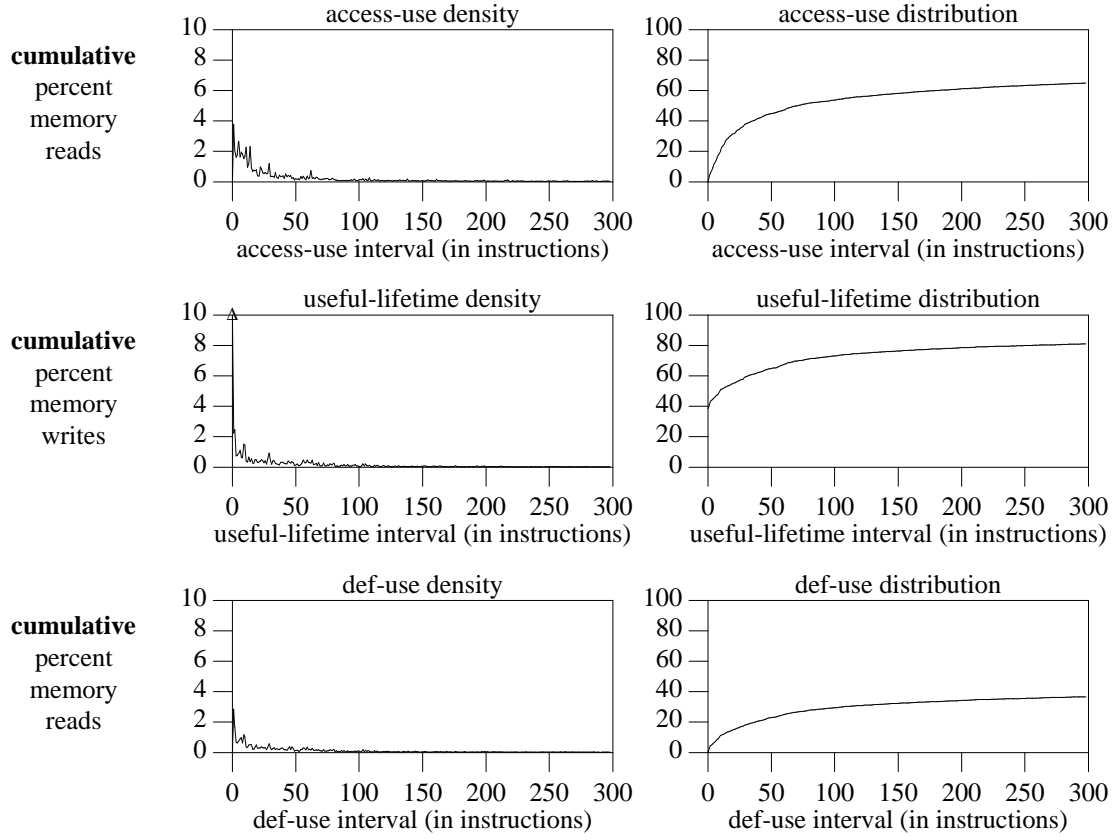 access-use density
access-use distribution
cumulative
percent
memory
reads
10
8
6
4
2
0
0 50 100 150 200 250 300
access-use interval (in instructions)
100
80
60
40
20
0
0 50 100 150 200 250 300
access-use interval (in instructions)
useful-lifetime density
useful-lifetime distribution
cumulative
percent
memory
writes
10
8
6
4
2
0
0 50 100 150 200 250 300
useful-lifetime interval (in instructions)
100
80
60
40
20
0
0 50 100 150 200 250 300
useful-lifetime interval (in instructions)
def-use density
def-use distribution
cumulative
percent
memory
reads
10
8
6
4
2
0
0 50 100 150 200 250 300
def-use interval (in instructions)
100
80
60
40
20
0
0 50 100 150 200 250 300
def-use interval (in instructions)